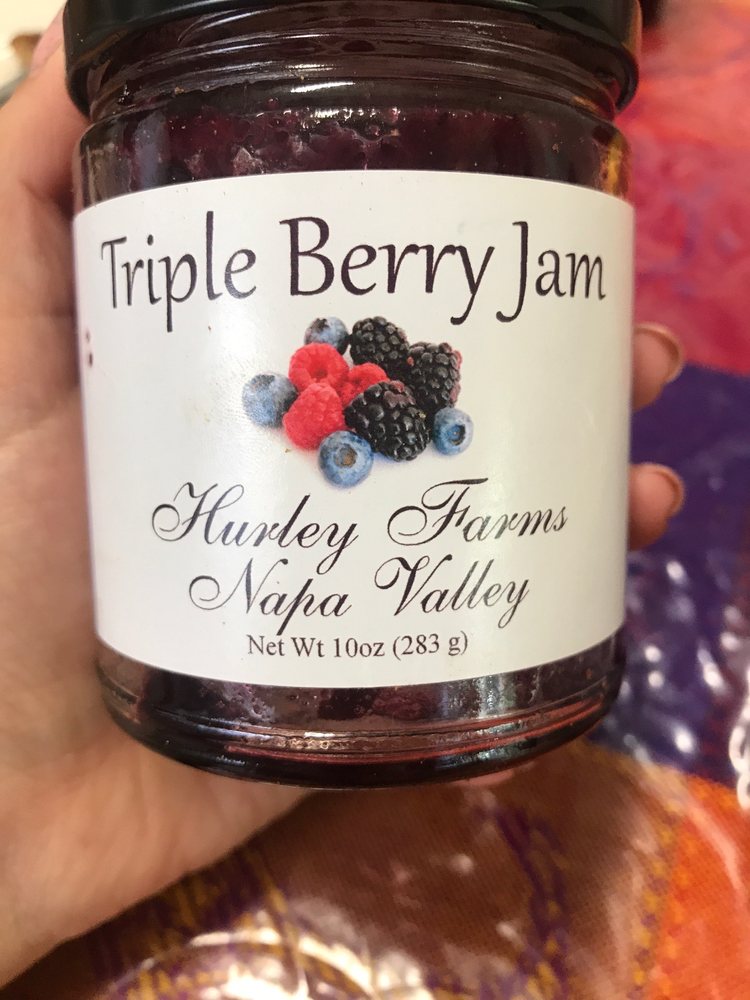 Triple Berry Jam
Hurley Farms
Napa Valley
Net Wt 10oz (283 g)